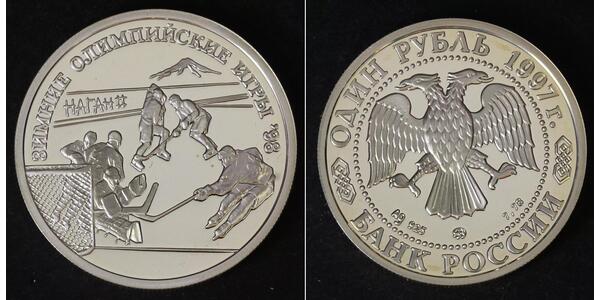 ЗИМНИЕ ОЛИМПИЙСКИЕ ИГРЫ '98
НАГАНО
ОДИН РУБЛЬ 1997 г.
Ag 925
БАНК РОССИИ